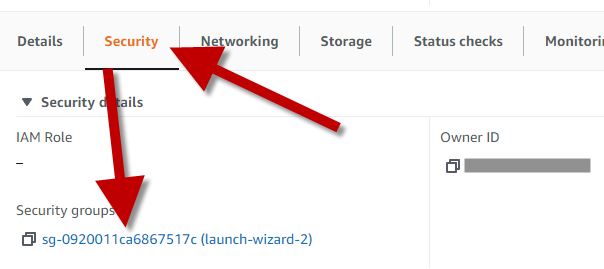 Details Security Networking Storage Status checks Monitorin
Security details
IAM Role
Owner ID
–
Security groups
sg-0920011ca6867517c (launch-wizard-2)